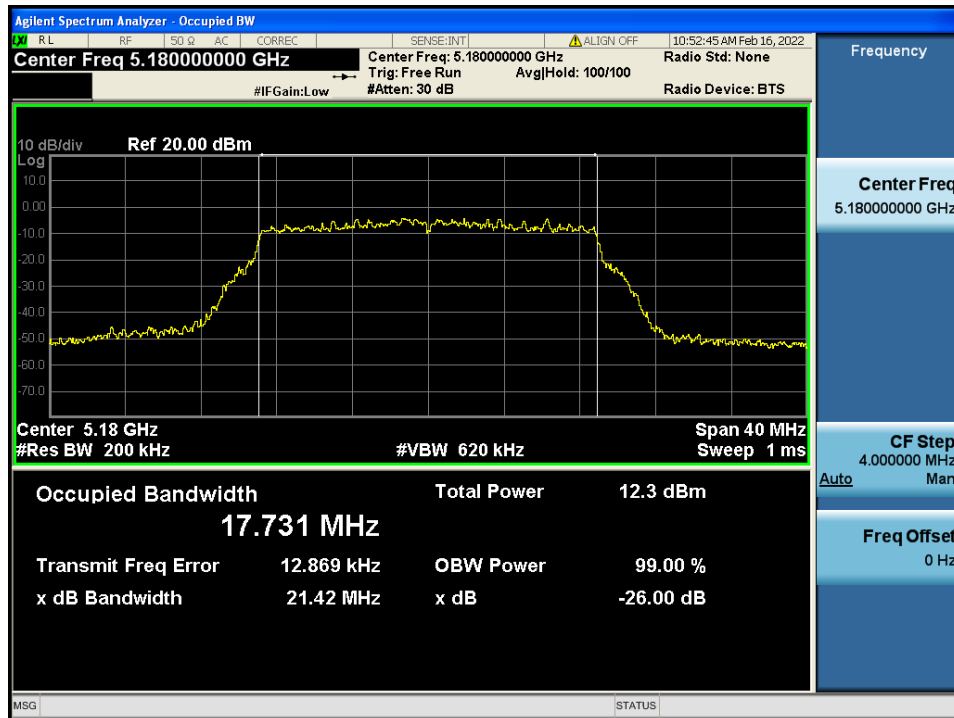 Agilent Spectrum Analyzer - Occupied BW
LXI RL RF 50 Ω AC CORREC SENSE:INT ALIGN OFF 10:52:45 AM Feb 16, 2022
Center Freq 5.180000000 GHz
Center Freq: 5.180000000 GHz
Radio Std: None
Trig: Free Run Avg|Hold: 100/100
#IFGain:Low
#Atten: 30 dB
Radio Device: BTS
10 dB/div Ref 20.00 dBm
Log
10.0
0.00
-10.0
-20.0
-30.0
-40.0
-50.0
-60.0
-70.0
Center 5.18 GHz Span 40 MHz
#Res BW 200 kHz #VBW 620 kHz Sweep 1 ms
Occupied Bandwidth Total Power 12.3 dBm
17.731 MHz
Transmit Freq Error 12.869 kHz OBW Power 99.00 %
x dB Bandwidth 21.42 MHz x dB -26.00 dB
MSG STATUS
Frequency
Center Freq
5.180000000 GHz
CF Step
4.000000 MHz
Auto Man
Freq Offset
0 Hz